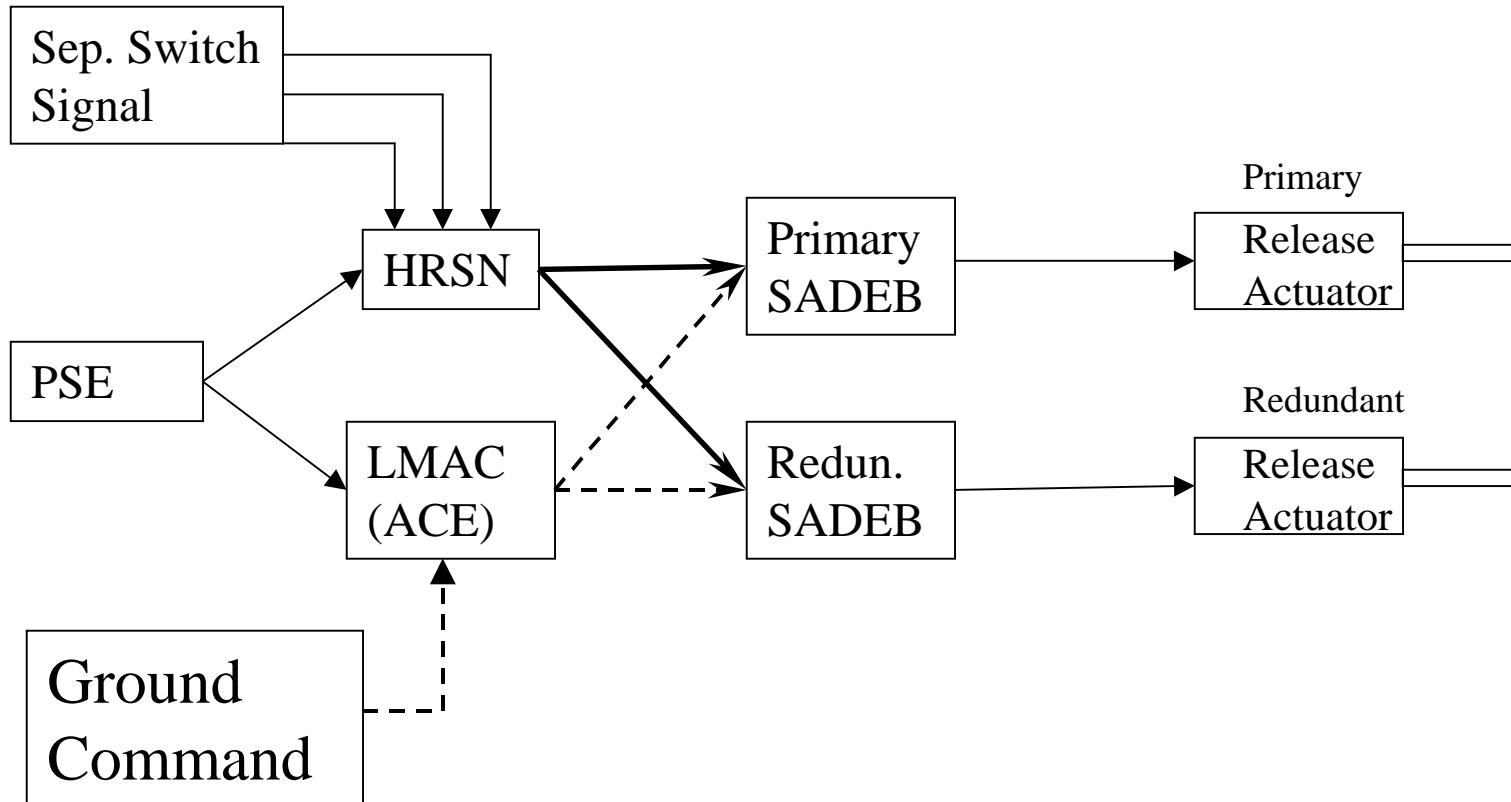 Sep. Switch
Signal
HRSN
PSE
LMAC
(ACE)
Ground
Command
Primary
SADEB
Redun.
SADEB
Primary
Release
Actuator
Redundant
Release
Actuator